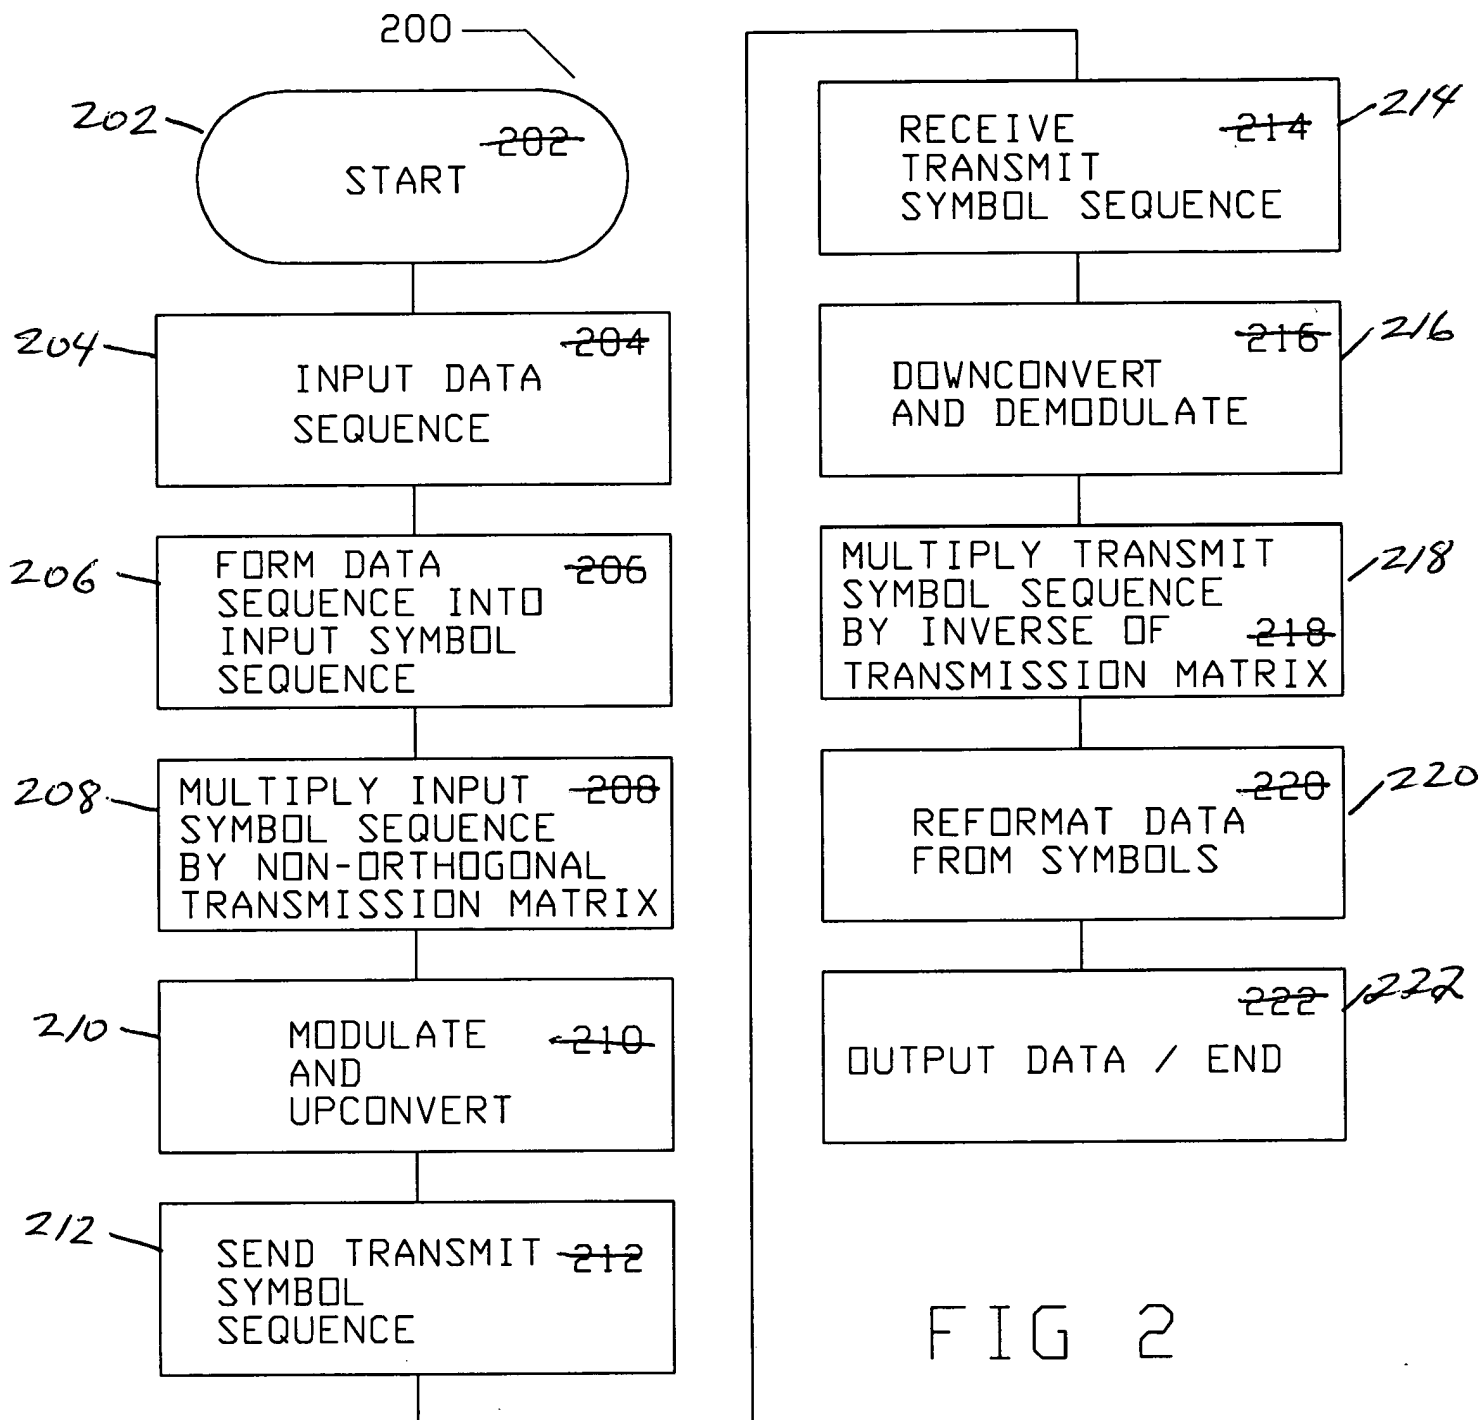 200
202
202
START
204
204
INPUT DATA
SEQUENCE
206
206
FORM DATA
SEQUENCE INTO
INPUT SYMBOL
SEQUENCE
208
MULTIPLY INPUT 208
SYMBOL SEQUENCE
BY NON-ORTHOGONAL
TRANSMISSION MATRIX
210
MODULATE 210
AND
UPCONVERT
212
SEND TRANSMIT 212
SYMBOL
SEQUENCE
RECEIVE 214
TRANSMIT
SYMBOL SEQUENCE
214
216
216
DOWNCONVERT
AND DEMODULATE
MULTIPLY TRANSMIT
SYMBOL SEQUENCE
BY INVERSE OF 218
TRANSMISSION MATRIX
218
220
220
REFORMAT DATA
FROM SYMBOLS
222
222
OUTPUT DATA / END
FIG 2